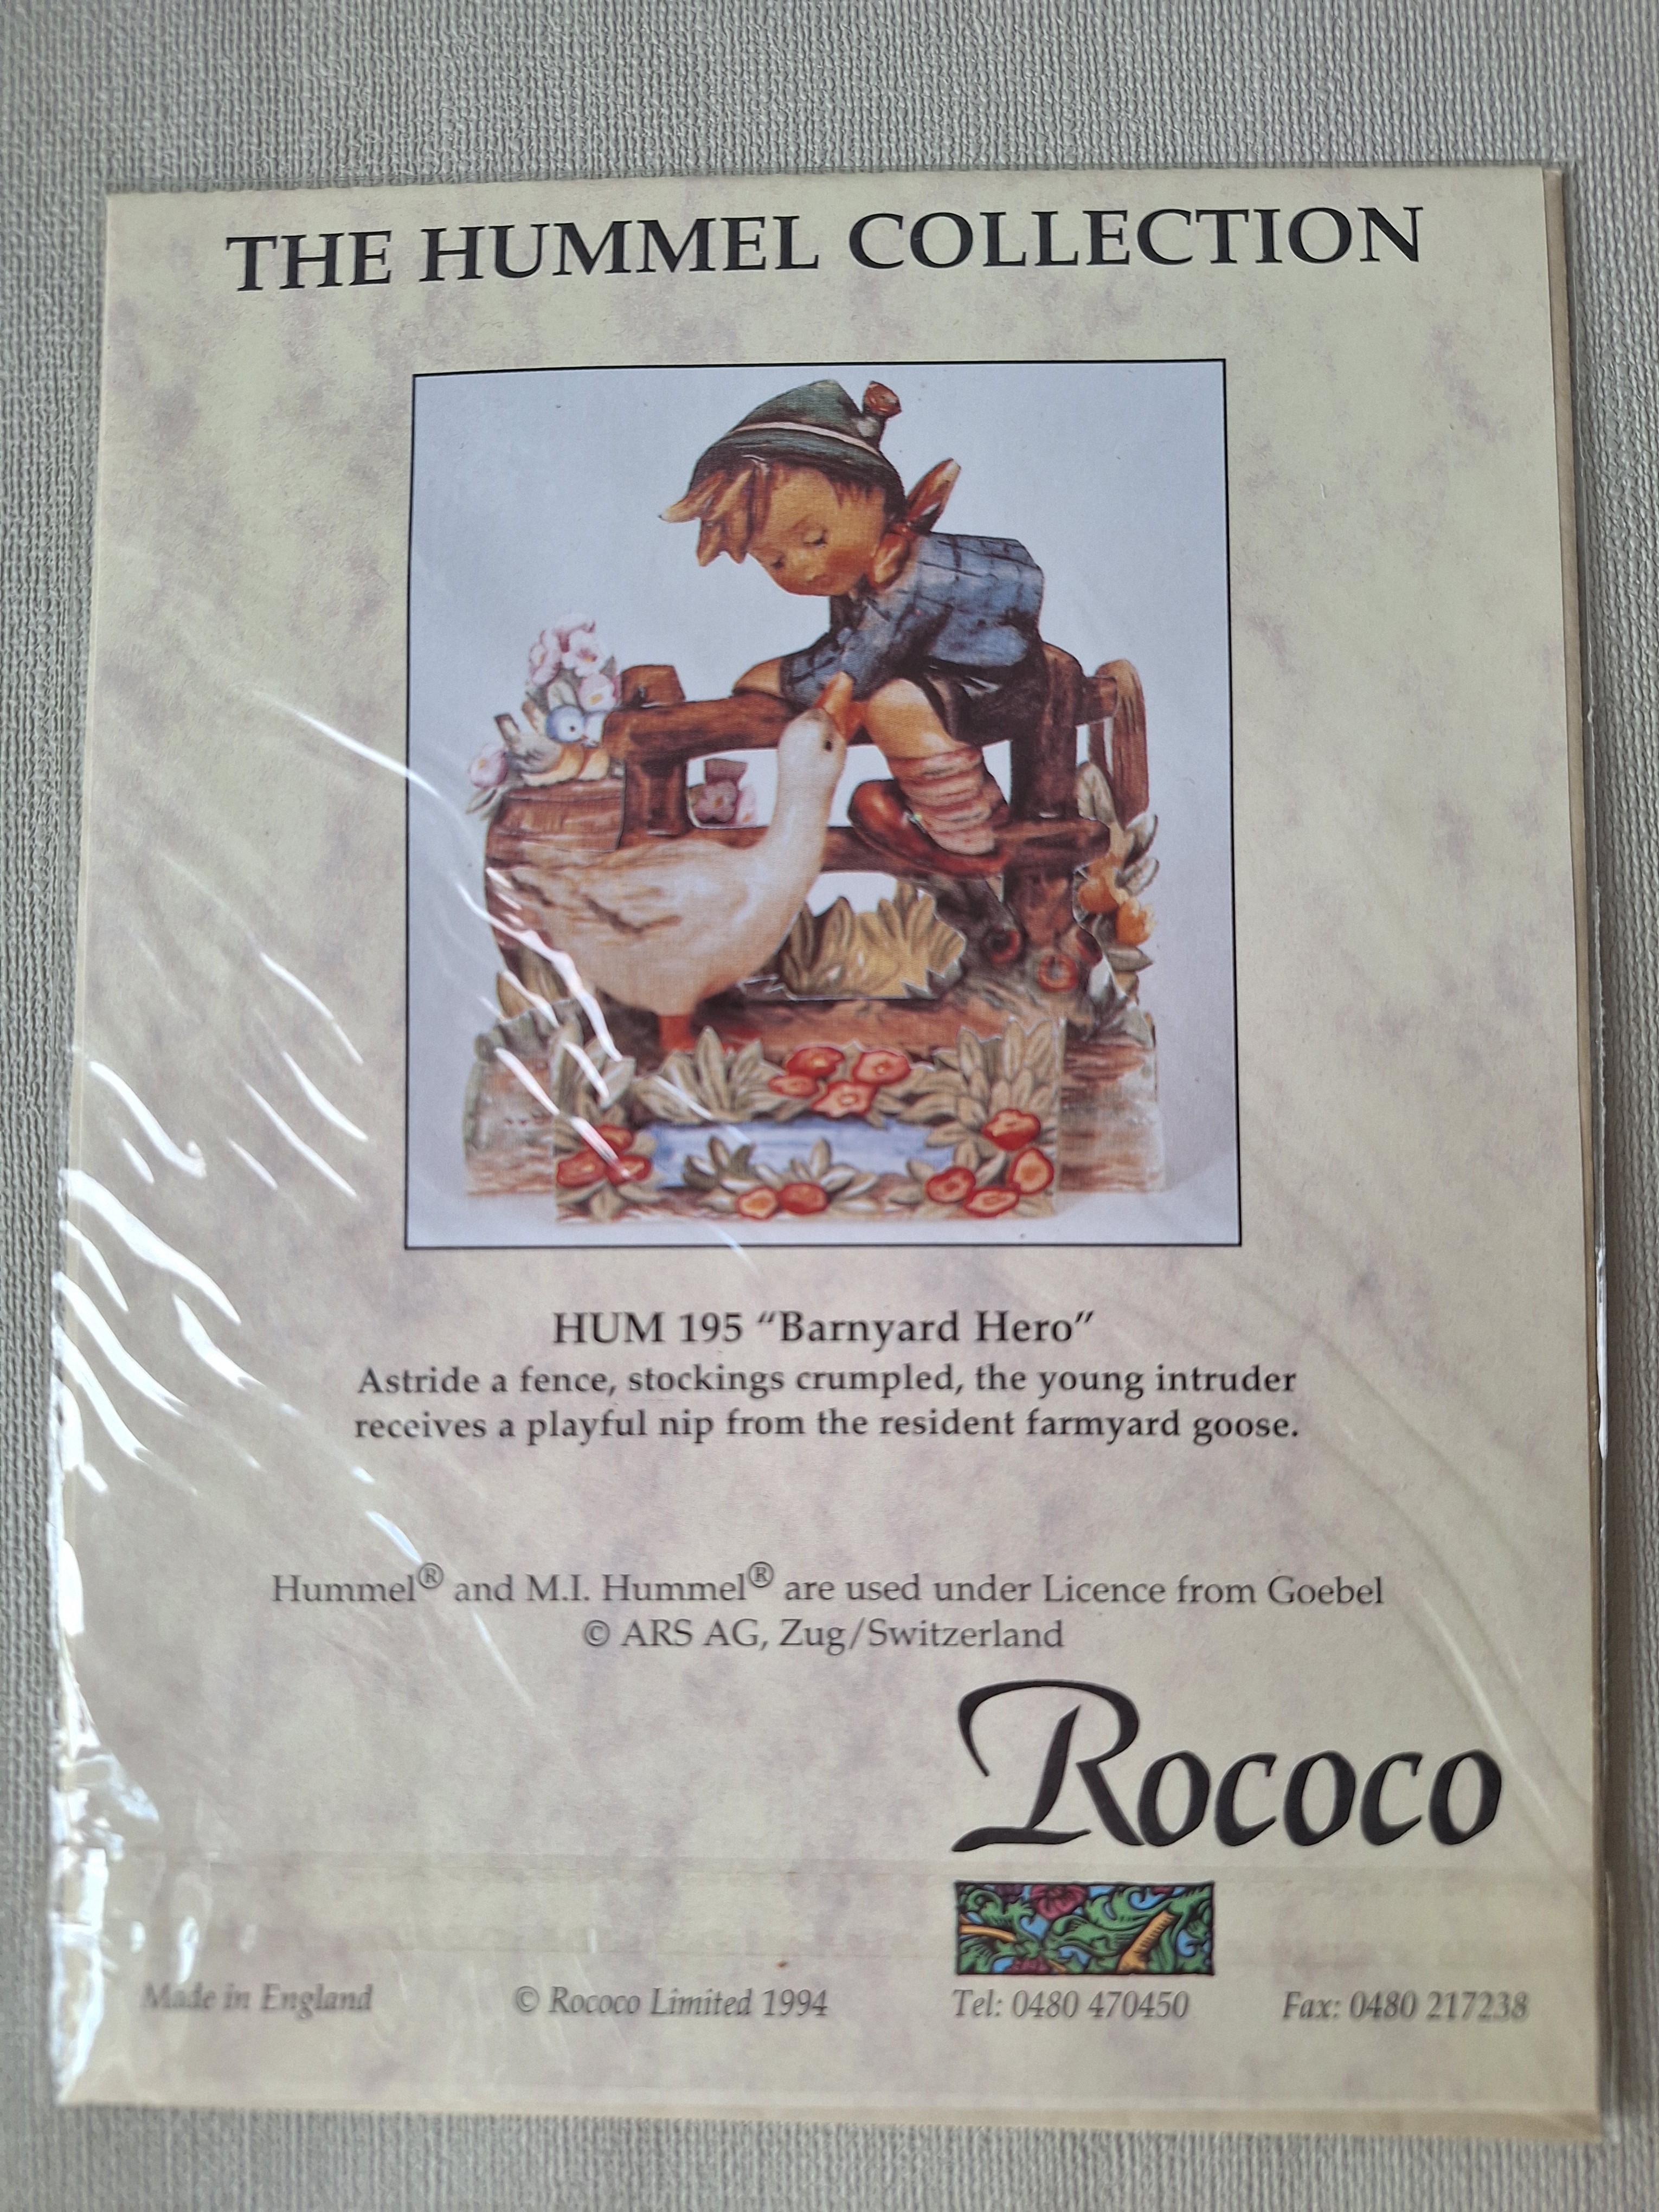 THE HUMMEL COLLECTION
HUM 195 “Barnyard Hero”
Astride a fence, stockings crumpled, the young intruder
receives a playful nip from the resident farmyard goose.
Hummel® and M.I. Hummel® are used under Licence from Goebel
© ARS AG, Zug/Switzerland
Rococo
Made in England © Rococo Limited 1994 Tel: 0480 470450 Fax: 0480 217238